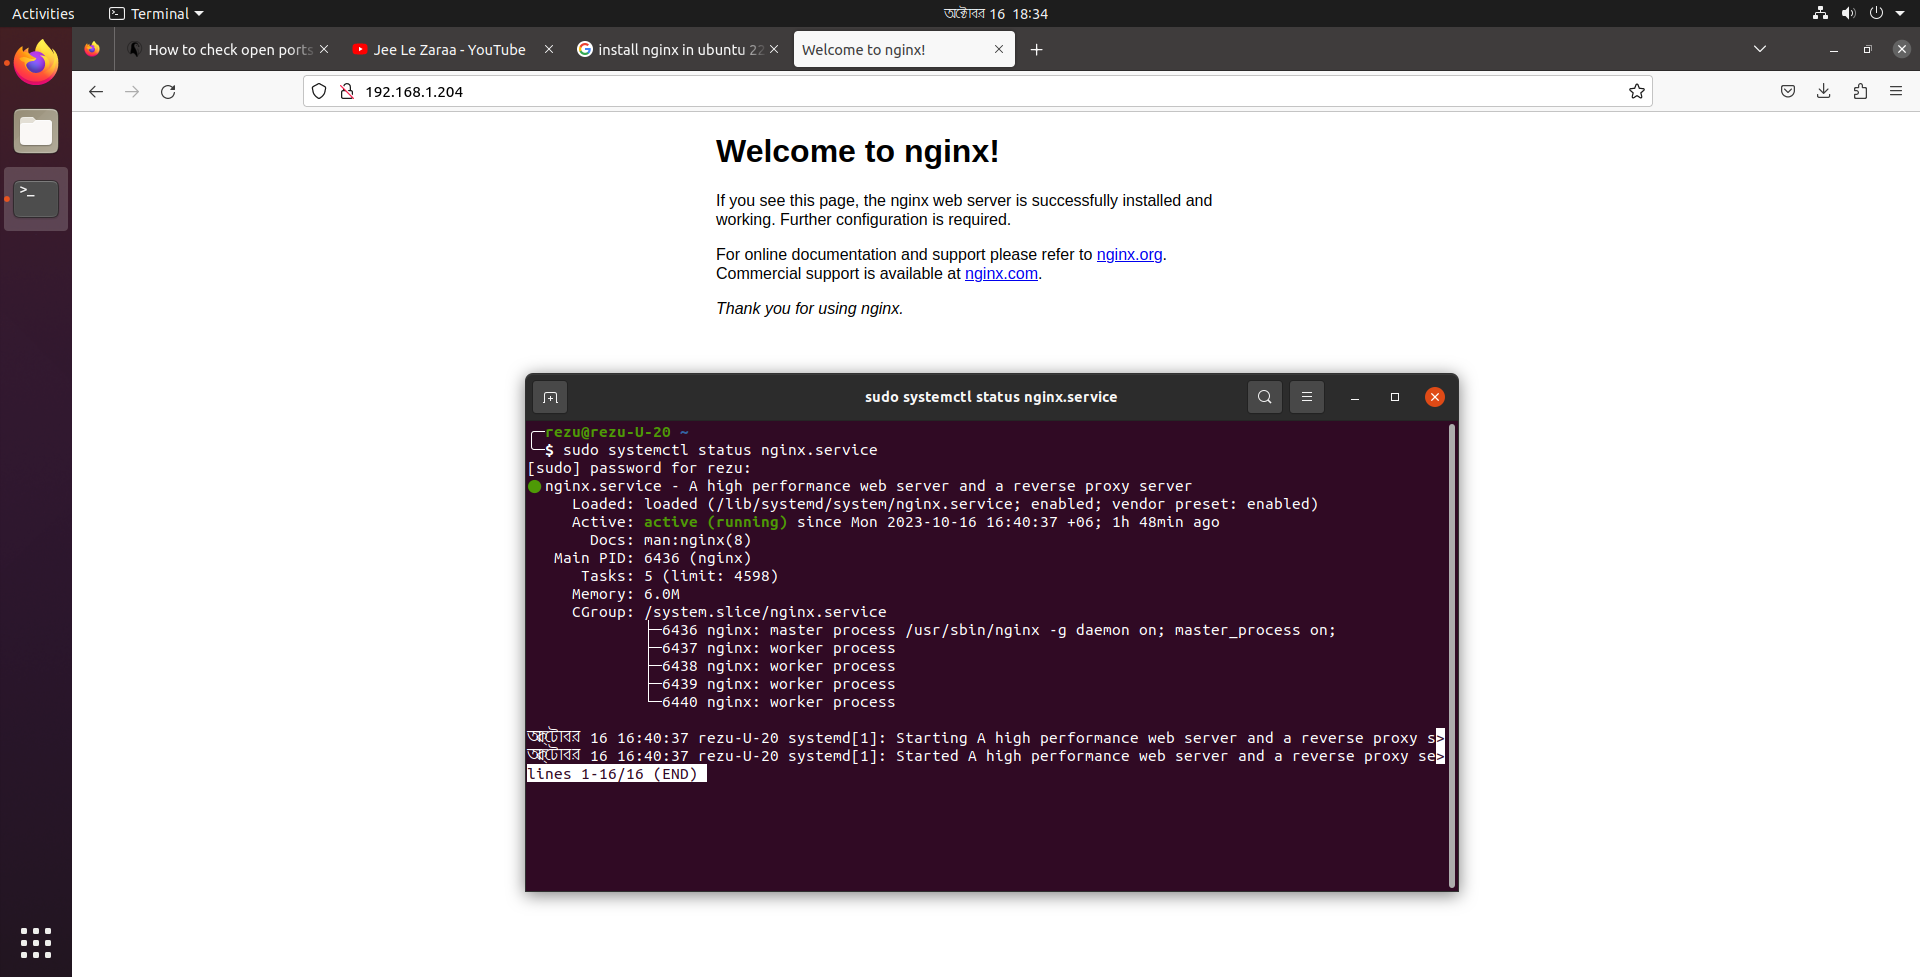 Activities
Terminal
অক্টোবর 16 18:34
How to check open ports
Jee Le Zaraa - YouTube
install nginx in ubuntu 22
Welcome to nginx!
192.168.1.204
Welcome to nginx!
If you see this page, the nginx web server is successfully installed and
working. Further configuration is required.
For online documentation and support please refer to nginx.org.
Commercial support is available at nginx.com.
Thank you for using nginx.
sudo systemctl status nginx.service
rezu@rezu-U-20 ~
$ sudo systemctl status nginx.service
[sudo] password for rezu:
nginx.service - A high performance web server and a reverse proxy server
Loaded: loaded (/lib/systemd/system/nginx.service; enabled; vendor preset: enabled)
Active: active (running) since Mon 2023-10-16 16:40:37 +06; 1h 48min ago
Docs: man:nginx(8)
Main PID: 6436 (nginx)
Tasks: 5 (limit: 4598)
Memory: 6.0M
CGroup: /system.slice/nginx.service
├─6436 nginx: master process /usr/sbin/nginx -g daemon on; master_process on;
├─6437 nginx: worker process
├─6438 nginx: worker process
├─6439 nginx: worker process
└─6440 nginx: worker process
অক্টোবর 16 16:40:37 rezu-U-20 systemd[1]: Starting A high performance web server and a reverse proxy s>
অক্টোবর 16 16:40:37 rezu-U-20 systemd[1]: Started A high performance web server and a reverse proxy se>
lines 1-16/16 (END)